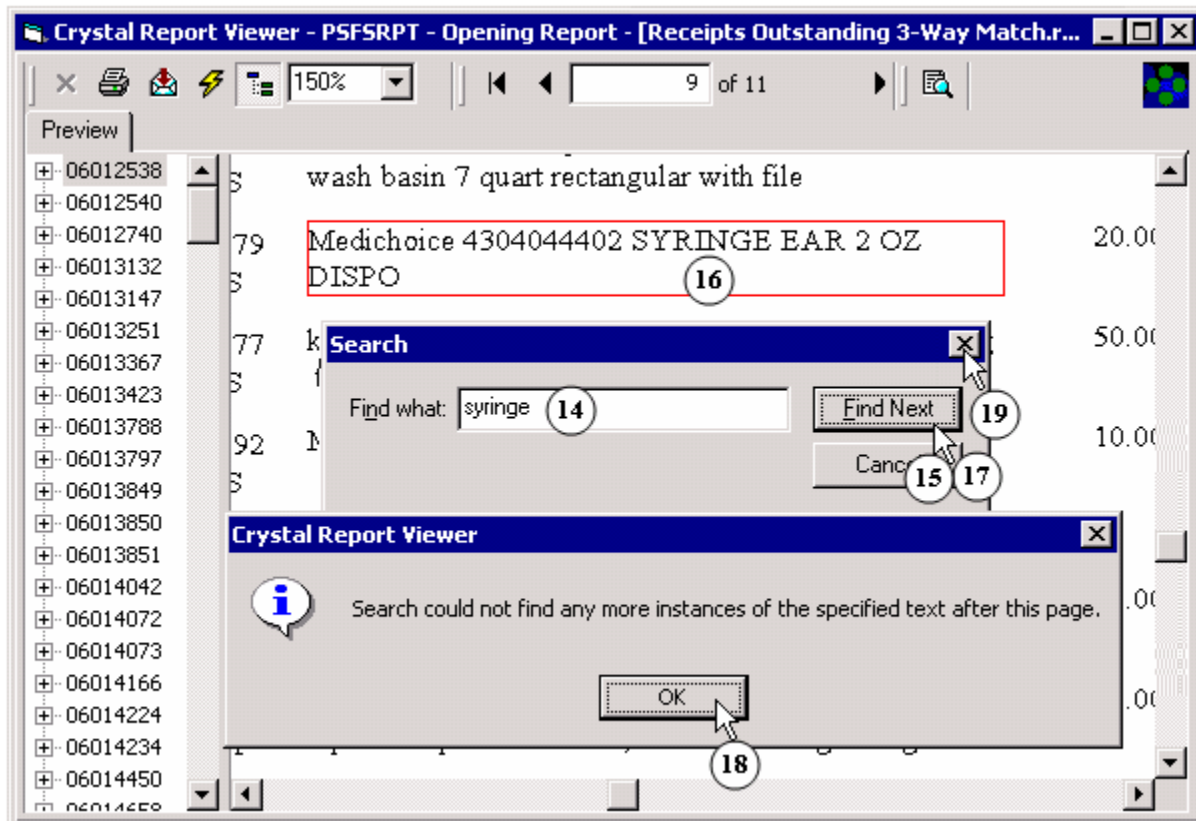 Crystal Report Viewer - PSFSRPT - Opening Report - [Receipts Outstanding 3-Way Match.r...
150%
9 of 11
Preview
06012538
06012540
06012740
06013132
06013147
06013251
06013367
06013423
06013788
06013797
06013849
06013850
06013851
06014042
06014072
06014073
06014166
06014224
06014234
06014450
06014658
S wash basin 7 quart rectangular with file
79 Medichoice 4304044402 SYRINGE EAR 2 OZ 20.00
S DISPO
16
77 k 50.00
S
92 10.00
S
Search
Find what: syringe 14 Find Next 19
Cancel 15 17
Crystal Report Viewer
Search could not find any more instances of the specified text after this page.
.00
OK
.00
18